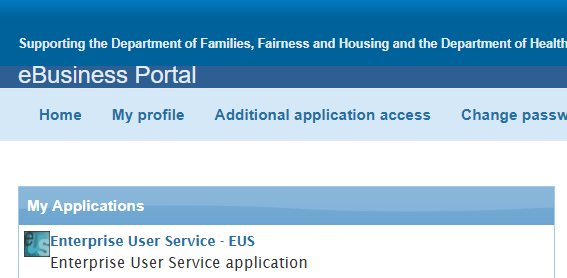 Supporting the Department of Families, Fairness and Housing and the Department of Health
eBusiness Portal
Home My profile Additional application access Change passw
My Applications
Enterprise User Service - EUS
Enterprise User Service application